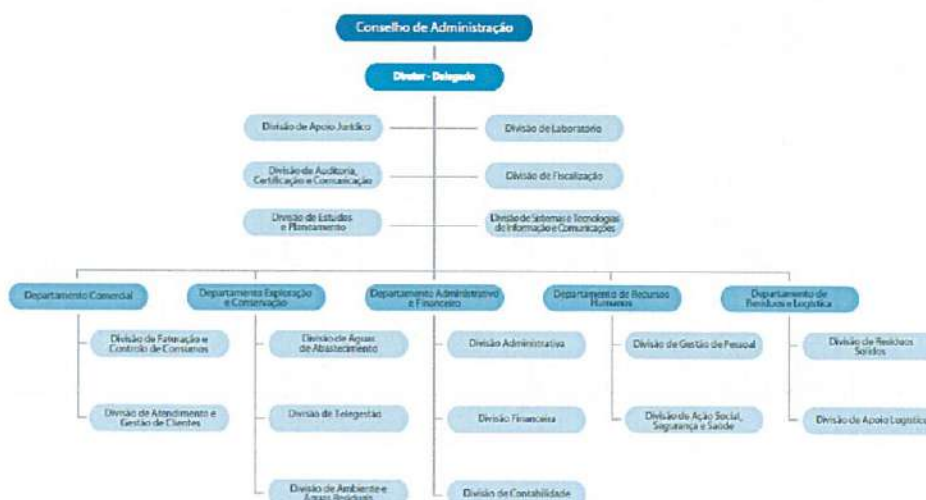 Conselho de Administração
Diretor - Delegado
Divisão de Apoio Jurídico
Divisão de Laboratório
Divisão de Auditoria,
Certificação e Comunicação
Divisão de Fiscalização
Divisão de Estudos
e Planeamento
Divisão de Sistemas e Tecnologias
de Informação e Comunicações
Departamento Comercial
Departamento Exploração
e Conservação
Departamento Administrativo
e Financeiro
Departamento de Recursos
Humanos
Departamento de
Resíduos e Logística
Divisão de Faturação e
Controlo de Consumos
Divisão de Águas
de Abastecimento
Divisão Administrativa
Divisão de Gestão de Pessoal
Divisão de Resíduos
Sólidos
Divisão de Atendimento e
Gestão de Clientes
Divisão de Telegestão
Divisão Financeira
Divisão de Ação Social,
Segurança e Saúde
Divisão de Apoio Logístico
Divisão de Ambiente e
Águas Residuais
Divisão de Contabilidade